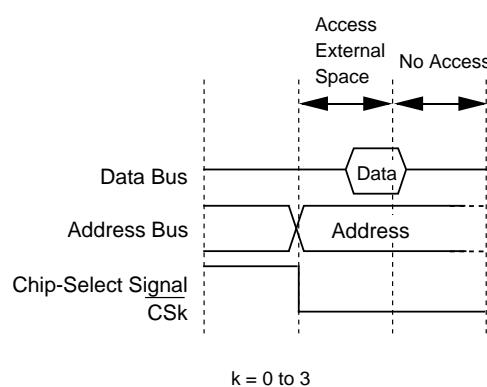 Access
External
Space
No Access
Data Bus
Data
Address Bus
Address
Chip-Select Signal
CSk
k = 0 to 3